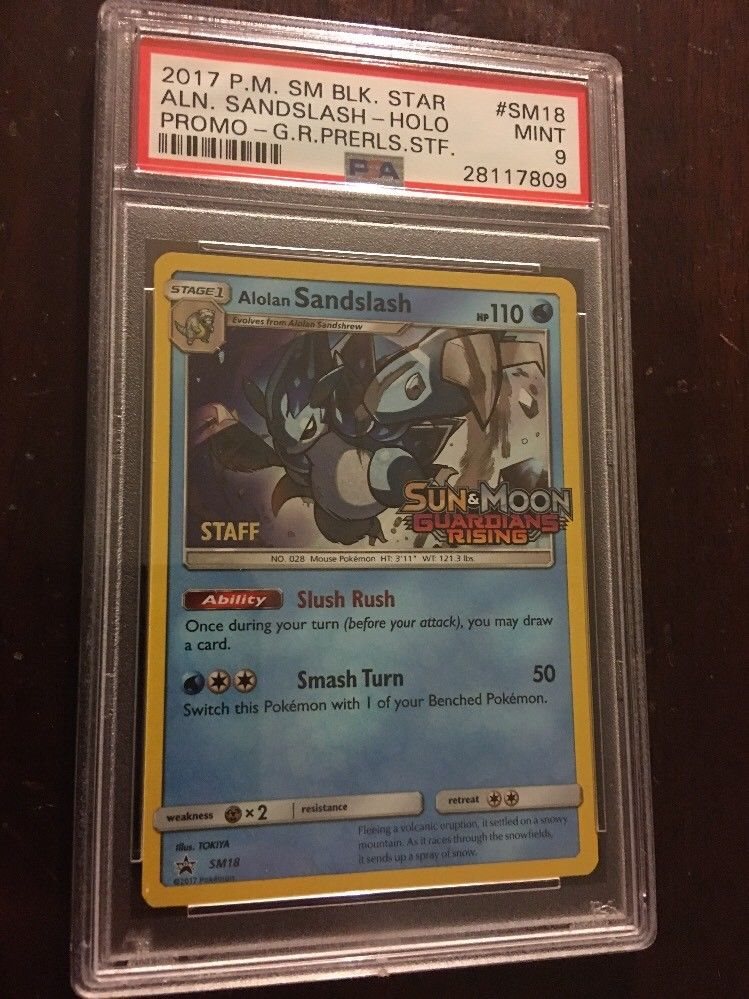 2017 P.M. SM BLK. STAR #SM18
ALN. SANDSLASH - HOLO MINT
PROMO - G.R.PRERLS.STF. 9
PSA 28117809
STAGE 1 Alolan Sandslash HP 110
Evolves from Alolan Sandshrew
SUN & MOON
GUARDIANS
RISING
STAFF
NO. 028 Mouse Pokémon HT: 3'11" WT: 121.3 lbs.
Ability Slush Rush
Once during your turn (before your attack), you may draw
a card.
Smash Turn 50
Switch this Pokémon with 1 of your Benched Pokémon.
weakness ×2 resistance retreat
Fleeing a volcanic eruption, it settled on a snowy
mountain. As it races through the snowfields,
it sends up a spray of snow.
Illus. TOKIYA
SM18
©2017 Pokémon